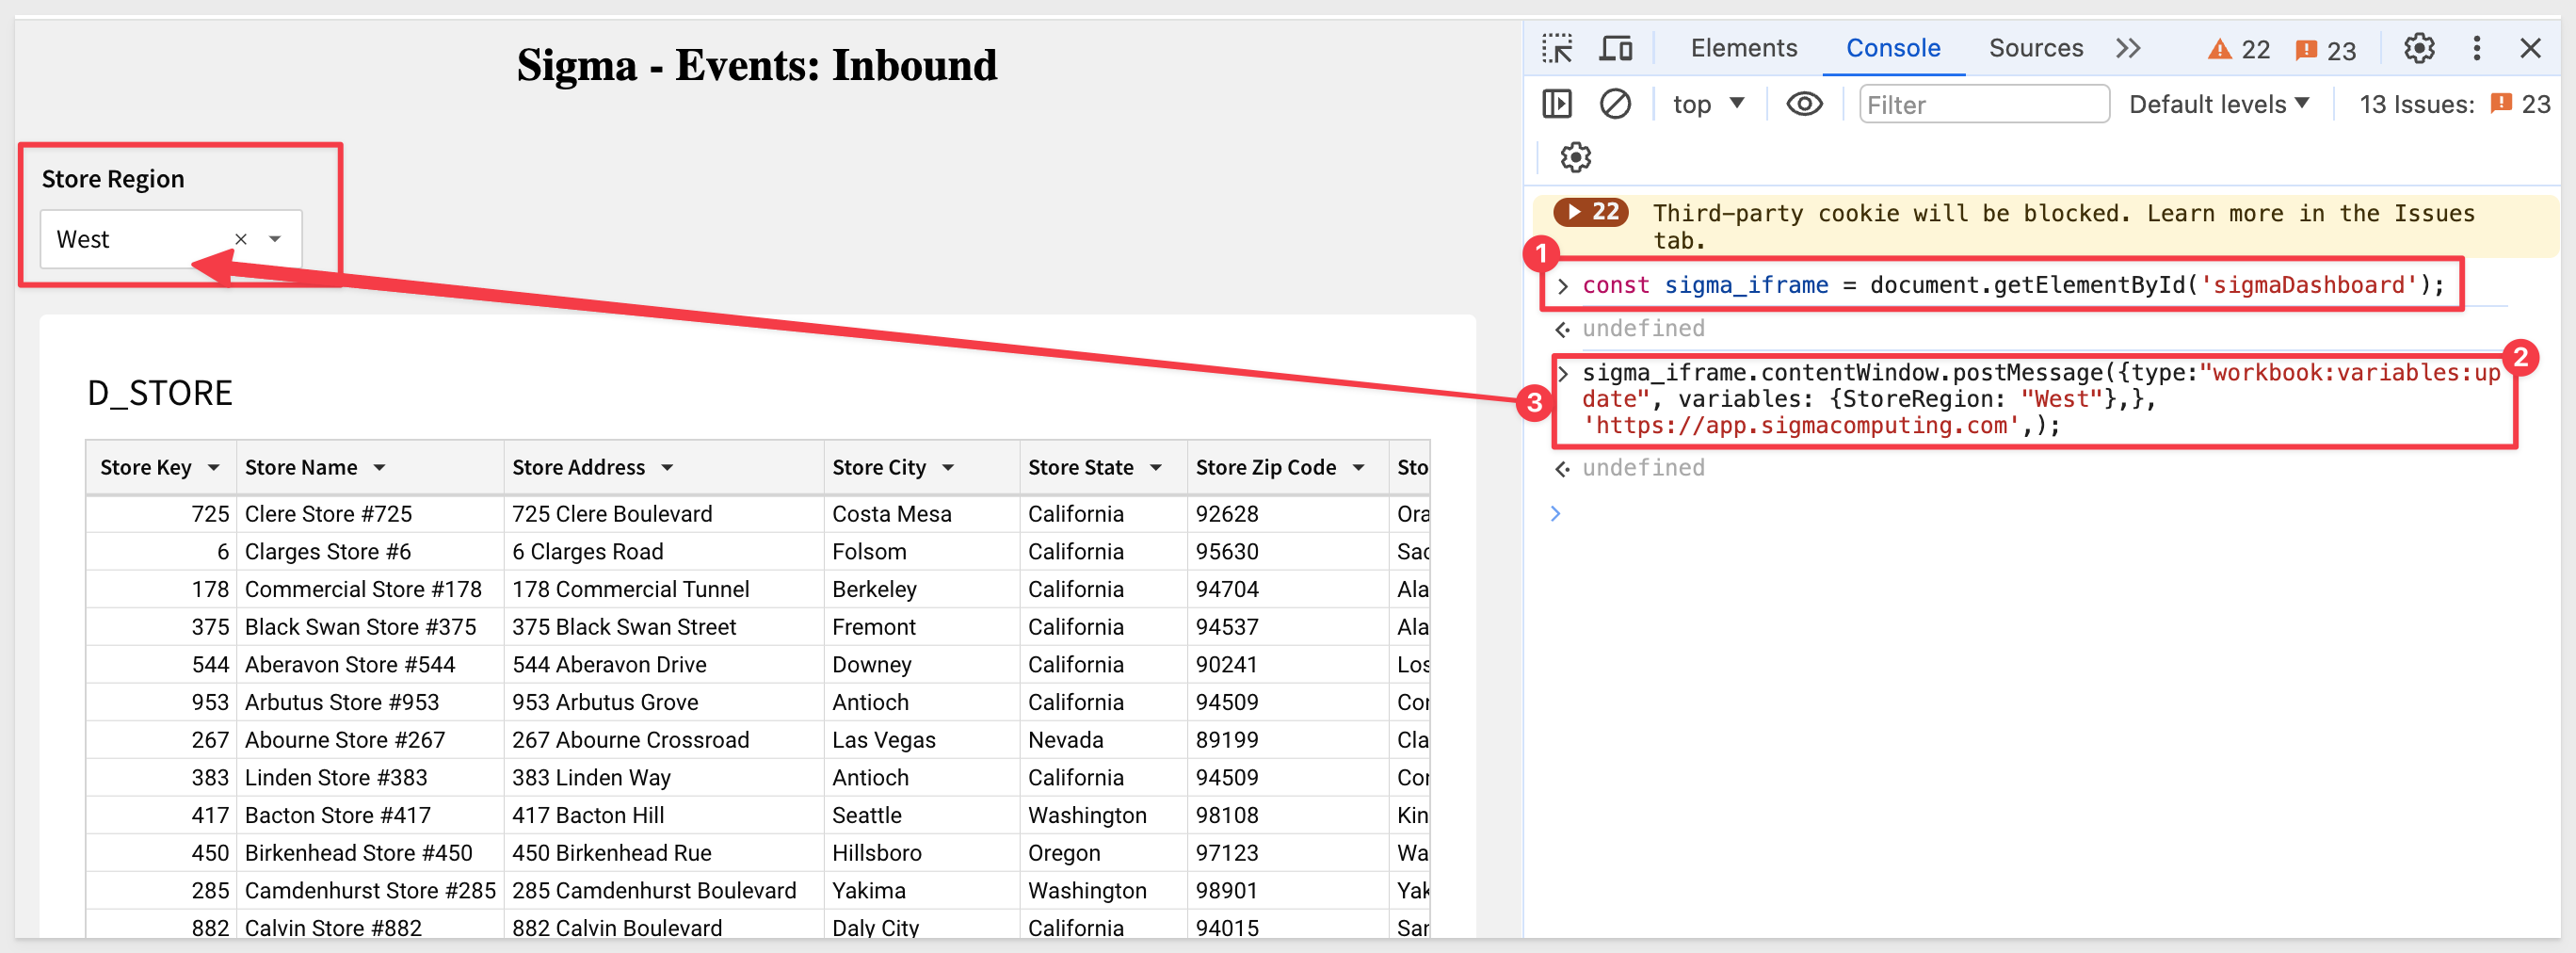 Sigma - Events: Inbound
Store Region
West
D_STORE
Store Key Store Name Store Address Store City Store State Store Zip Code Sto
725 Clere Store #725 725 Clere Boulevard Costa Mesa California 92628 Ora
6 Clarges Store #6 6 Clarges Road Folsom California 95630 Sac
178 Commercial Store #178 178 Commercial Tunnel Berkeley California 94704 Ala
375 Black Swan Store #375 375 Black Swan Street Fremont California 94537 Ala
544 Aberavon Store #544 544 Aberavon Drive Downey California 90241 Los
953 Arbutus Store #953 953 Arbutus Grove Antioch California 94509 Cor
267 Abourne Store #267 267 Abourne Crossroad Las Vegas Nevada 89199 Cla
383 Linden Store #383 383 Linden Way Antioch California 94509 Cor
417 Bacton Store #417 417 Bacton Hill Seattle Washington 98108 Kin
450 Birkenhead Store #450 450 Birkenhead Rue Hillsboro Oregon 97123 Wa
285 Camdenhurst Store #285 285 Camdenhurst Boulevard Yakima Washington 98901 Yak
882 Calvin Store #882 882 Calvin Boulevard Daly City California 94015 Sar
Elements Console Sources 22 23
top Filter Default levels 13 Issues: 23
22 Third-party cookie will be blocked. Learn more in the Issues
tab.
1
> const sigma_iframe = document.getElementById('sigmaDashboard');
undefined
2
> sigma_iframe.contentWindow.postMessage({type:"workbook:variables:up
date", variables: {StoreRegion: "West"},},
'https://app.sigmacomputing.com',);
3
undefined
>